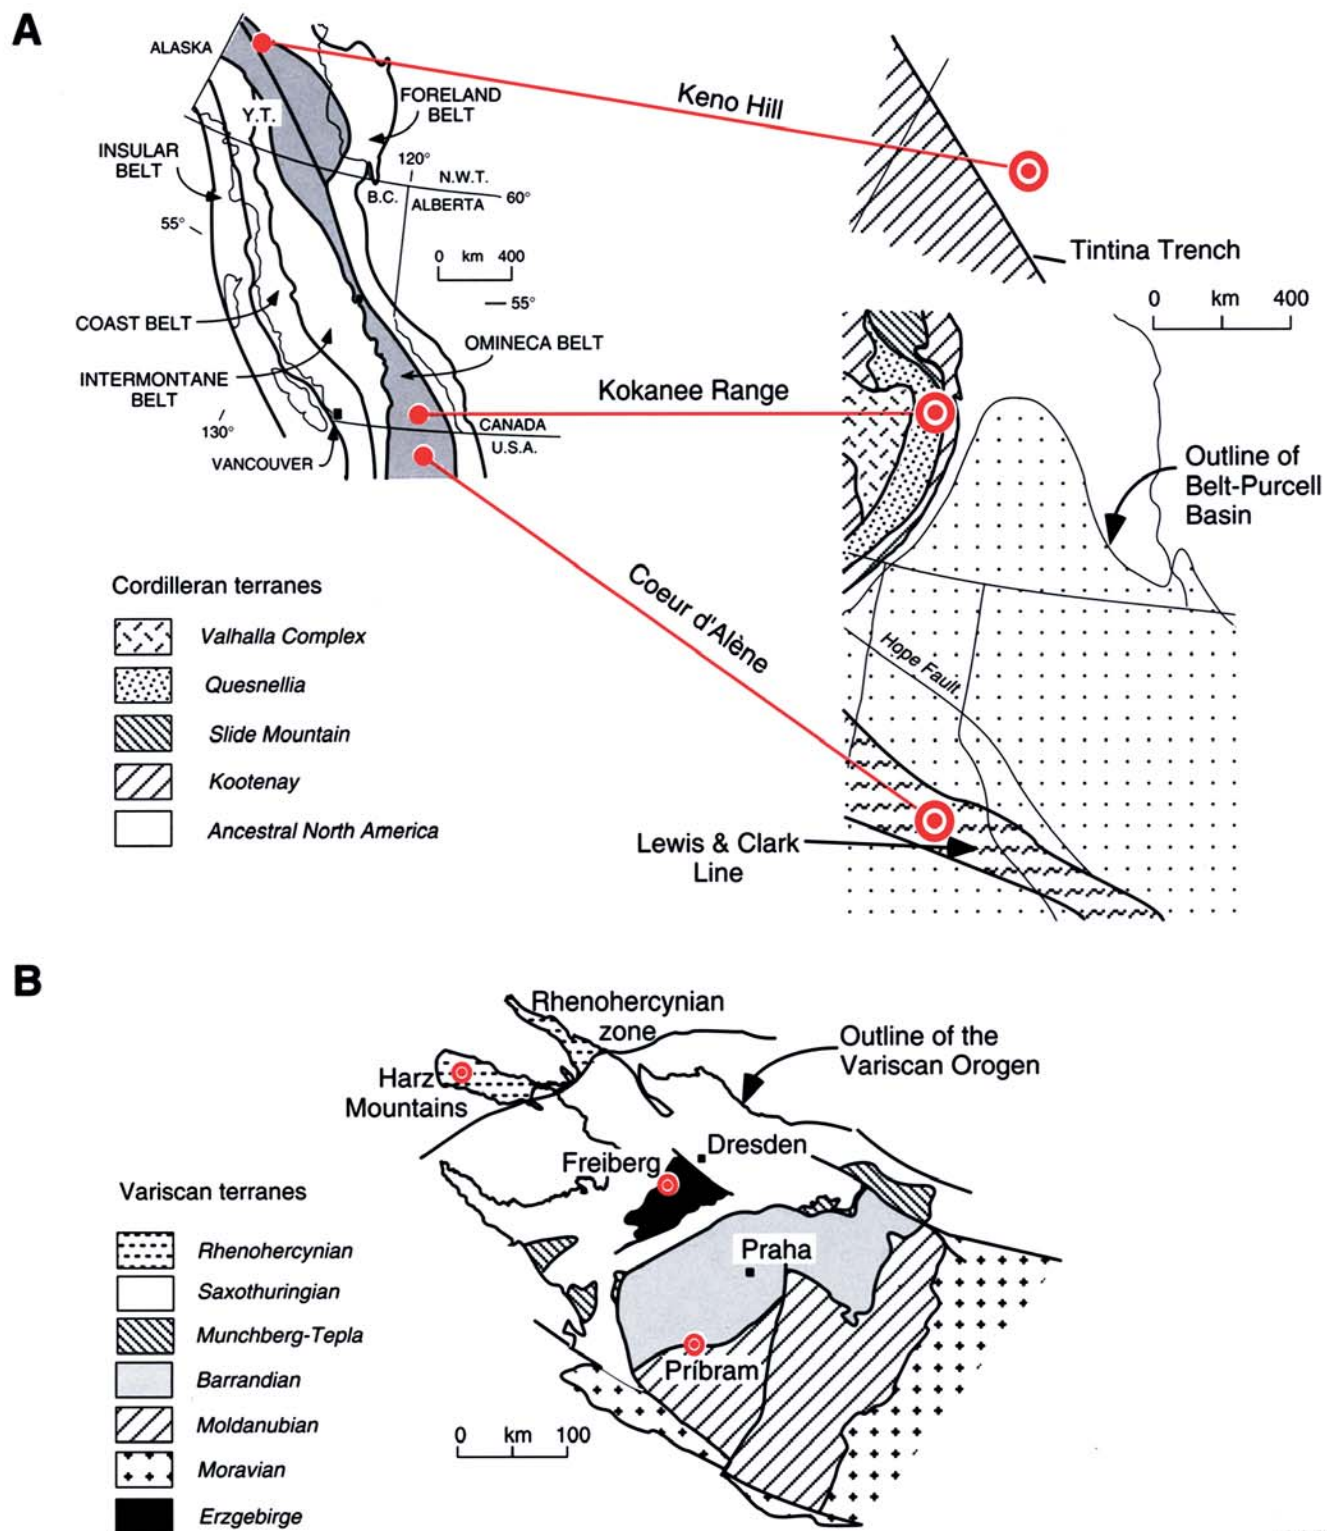 A
ALASKA
Y.T.
FORELAND
BELT
INSULAR
BELT
120°
N.W.T.
B.C.
ALBERTA
60°
55°
0 km 400
55°
COAST BELT
OMINECA BELT
INTERMONTANE
BELT
130°
CANADA
U.S.A.
VANCOUVER
Keno Hill
Tintina Trench
0 km 400
Kokanee Range
Outline of
Belt-Purcell
Basin
Coeur d'Alène
Hope Fault
Lewis & Clark
Line
Cordilleran terranes
Valhalla Complex
Quesnellia
Slide Mountain
Kootenay
Ancestral North America
B
Rhenohercynian
zone
Outline of the
Variscan Orogen
Harz
Mountains
Dresden
Freiberg
Praha
Príbram
0 km 100
Variscan terranes
Rhenohercynian
Saxothuringian
Munchberg-Tepla
Barrandian
Moldanubian
Moravian
Erzgebirge